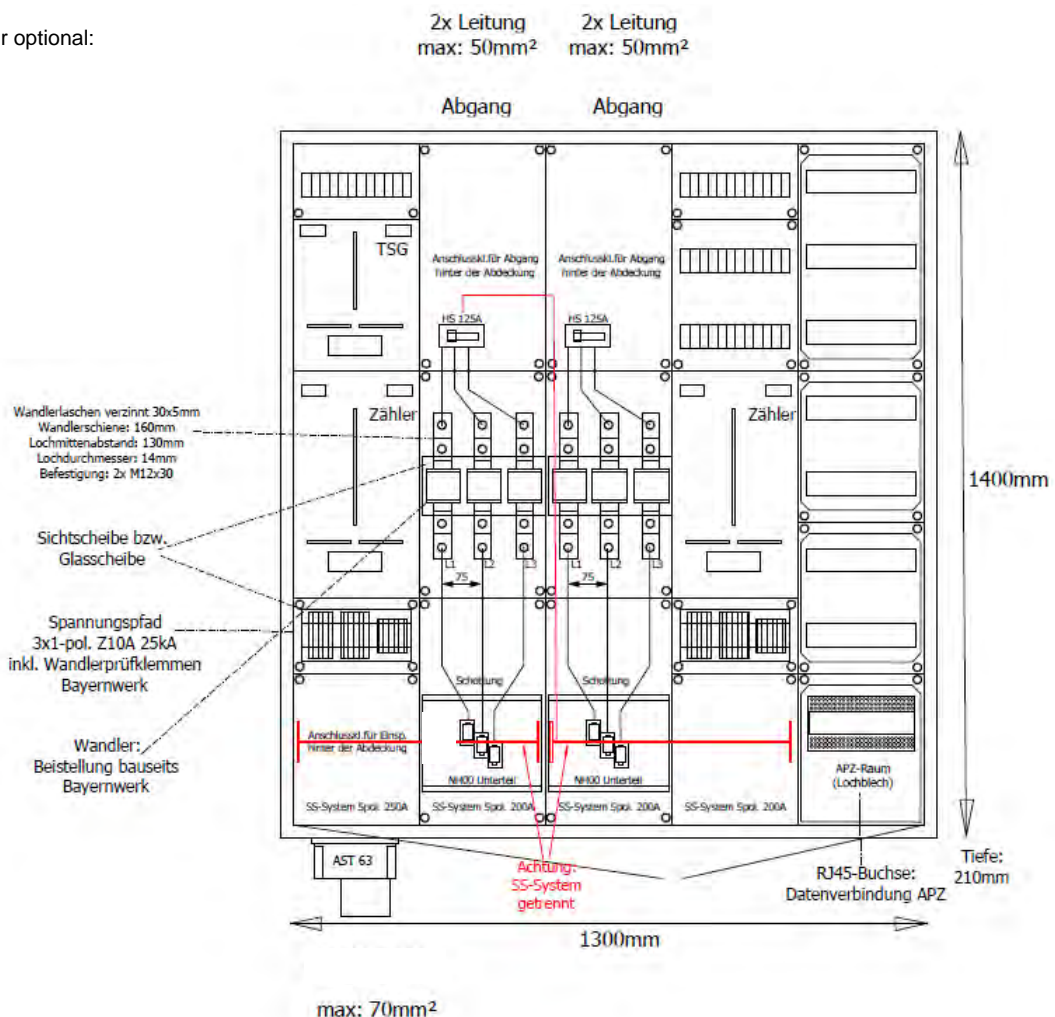 r optional:
2x Leitung
max: 50mm²
2x Leitung
max: 50mm²
Abgang
Abgang
TSG
Anschlusskl.für Abgang
hinter der Abdeckung
Anschlusskl.für Abgang
hinter der Abdeckung
HS 125A
HS 125A
Wandlerlaschen verzinnt 30x5mm
Wandlerschiene: 160mm
Lochmittenabstand: 130mm
Lochdurchmesser: 14mm
Befestigung: 2x M12x30
Zähler
Zähler
1400mm
Sichtscheibe bzw.
Glasscheibe
L1
L2
L3
L1
L2
L3
75
75
Spannungspfad
3x1-pol. Z10A 25kA
inkl. Wandlerprüfklemmen
Bayernwerk
Schottung
Schottung
Anschlusskl.für Einsp.
hinter der Abdeckung
Wandler:
Beistellung bauseits
Bayernwerk
NH00 Unterteil
NH00 Unterteil
APZ-Raum
(Lochblech)
SS-System 5pol. 250A
SS-System 5pol. 200A
SS-System 5pol. 200A
SS-System 5pol. 200A
AST 63
Achtung:
SS-System
getrennt
RJ45-Buchse:
Datenverbindung APZ
Tiefe:
210mm
1300mm
max: 70mm²